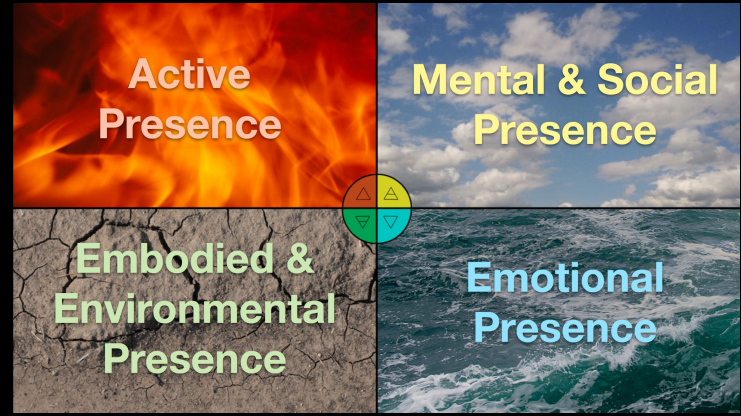 Active
Presence
Mental & Social
Presence
Embodied &
Environmental
Presence
Emotional
Presence